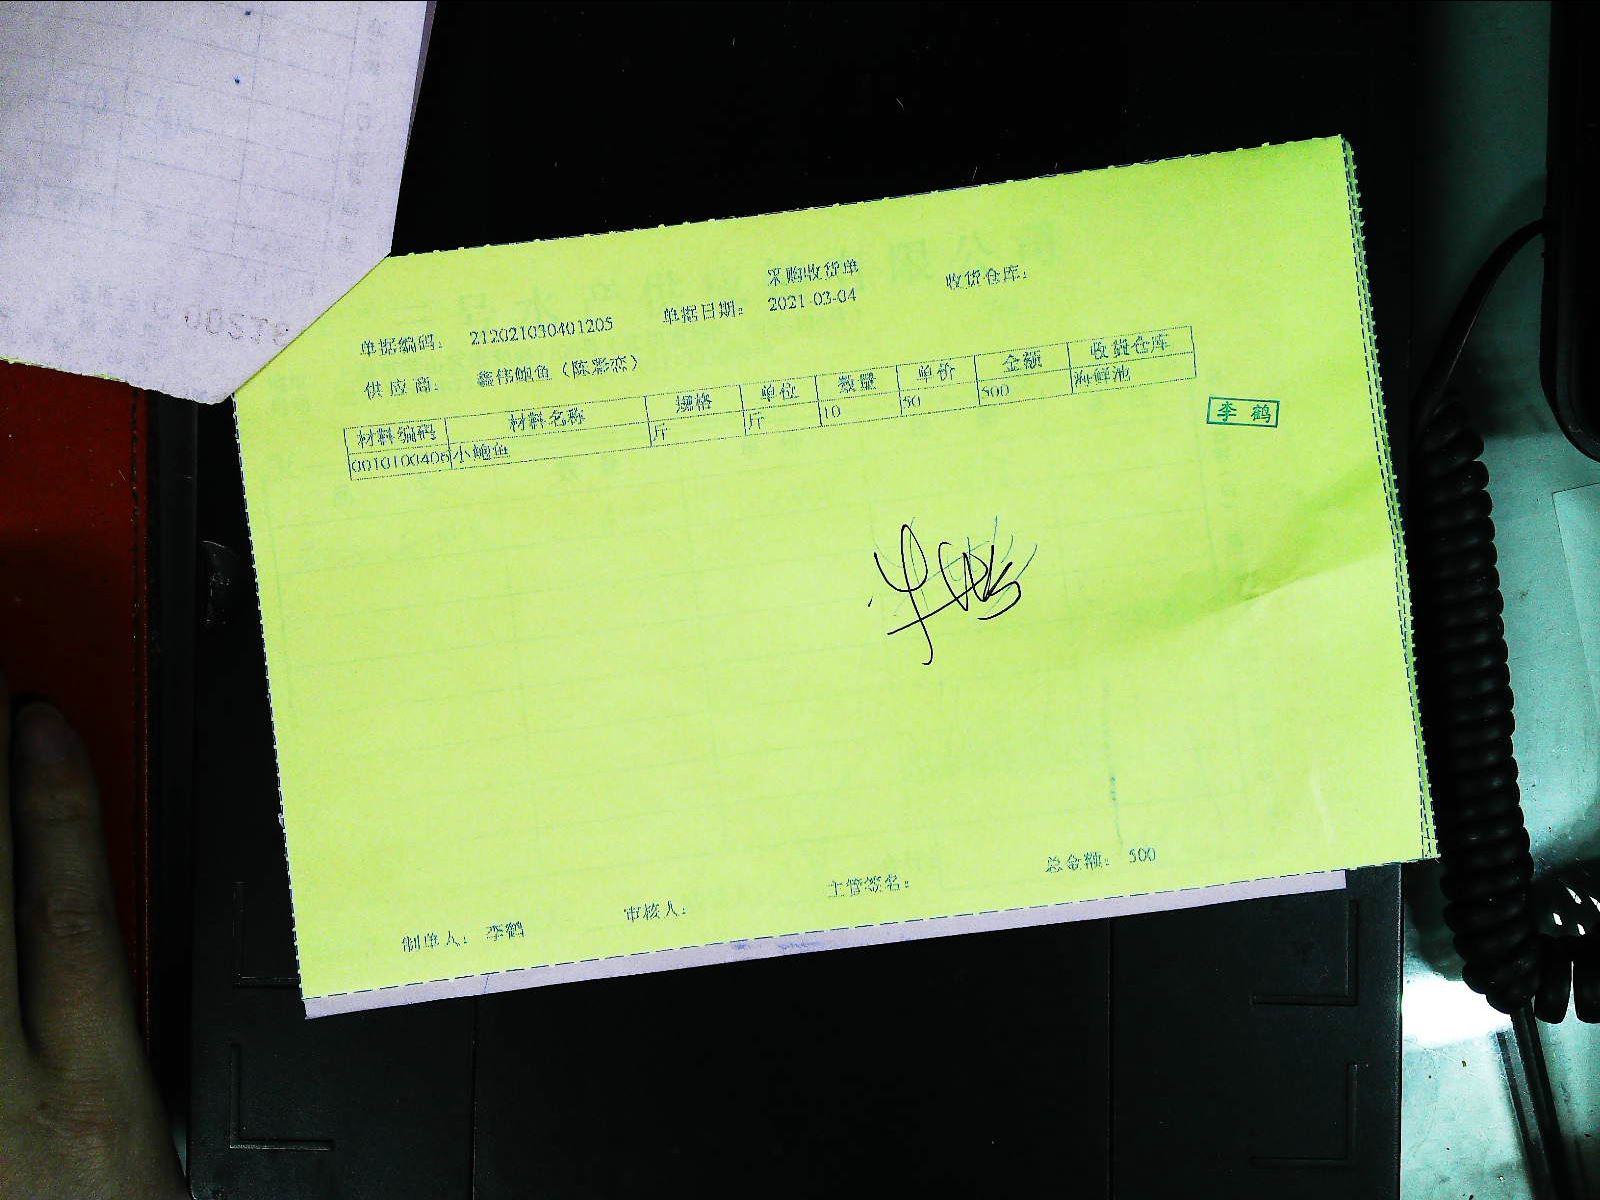 采购收货单
单据编码： 212021030401205 单据日期： 2021-03-04 收货仓库：
供应商： 鑫伟鲍鱼（陈彩恋）
材料编码 材料名称 规格 单位 数量 单价 金额 收货仓库
0010100406 小鲍鱼 斤 斤 10 50 500 海鲜池
李鹤
制单人： 李鹤 审核人： 主管签名： 总金额： 500